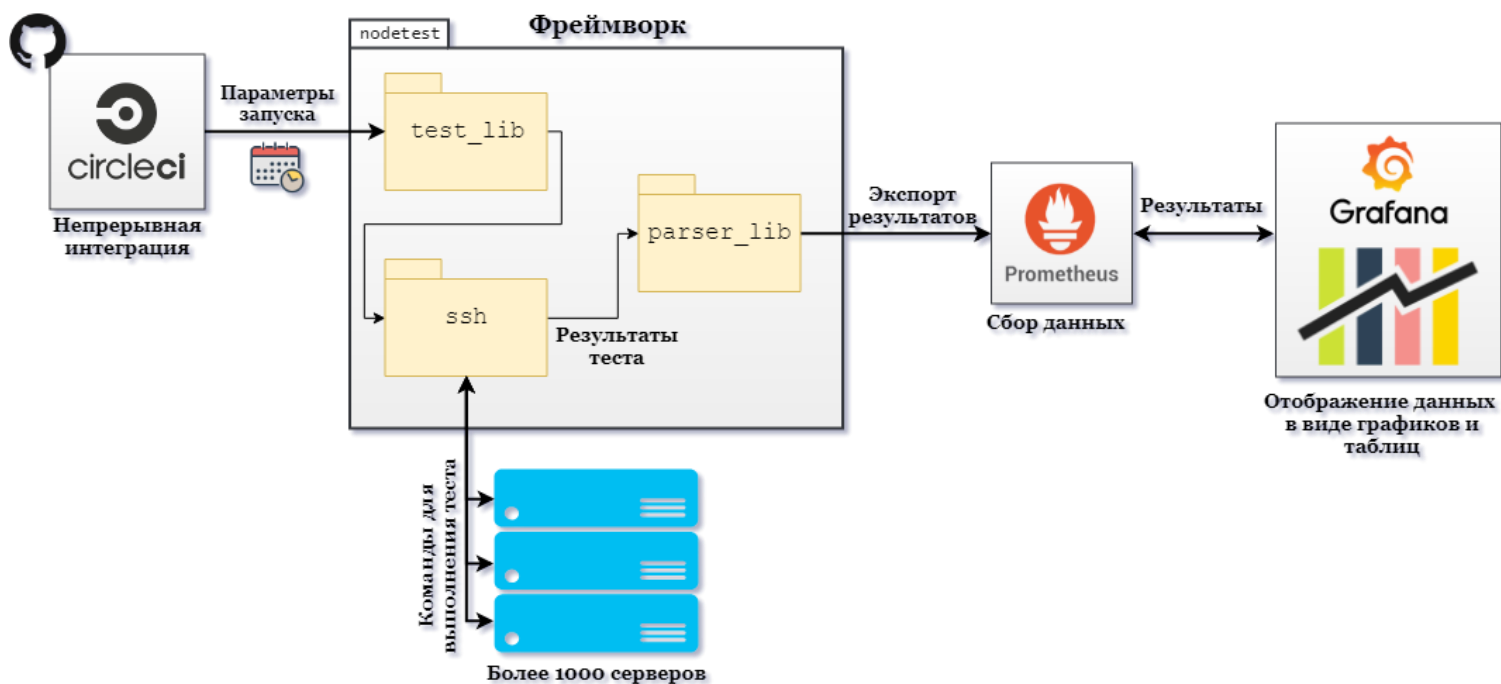 Фреймворк
nodetest
circleci
Непрерывная
интеграция
Параметры
запуска
test_lib
ssh
Результаты
теста
parser_lib
Экспорт
результатов
Prometheus
Сбор данных
Результаты
Grafana
Отображение данных
в виде графиков и
таблиц
Команды для
выполнения теста
Более 1000 серверов